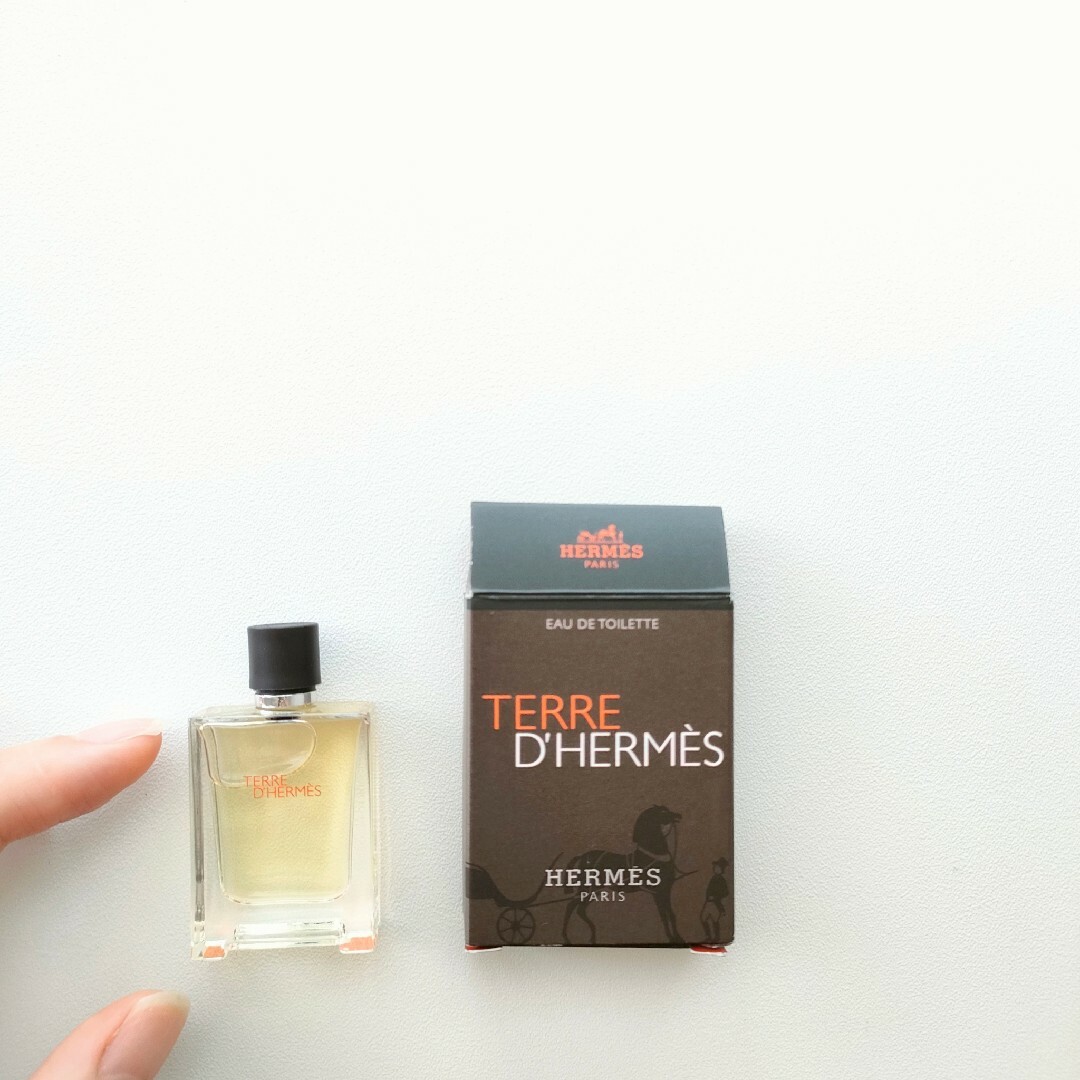 TERRE
D'HERMÈS
HERMÈS
PARIS
EAU DE TOILETTE
TERRE
D'HERMÈS
HERMÈS
PARIS